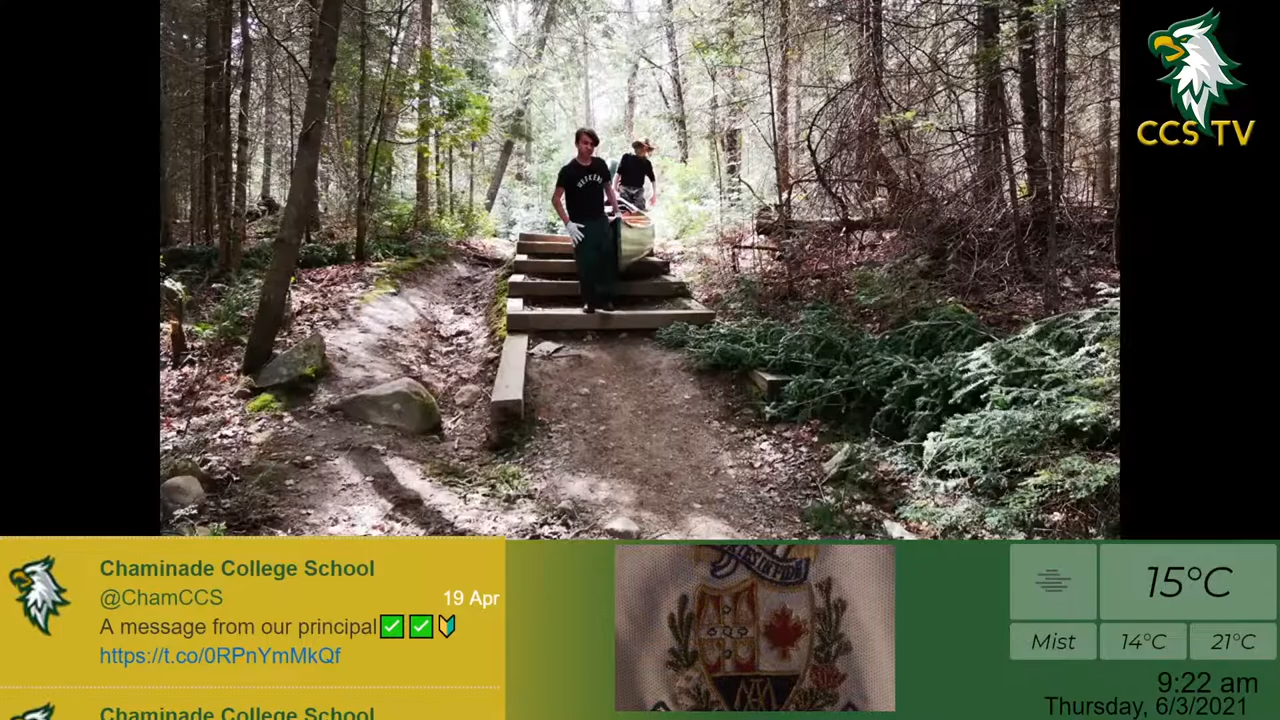 CCS TV
Chaminade College School
@ChamCCS
19 Apr
A message from our principal✅✅🔰
https://t.co/0RPnYmMkQf
Chaminade College School
15°C
Mist
14°C
21°C
9:22 am
Thursday, 6/3/2021